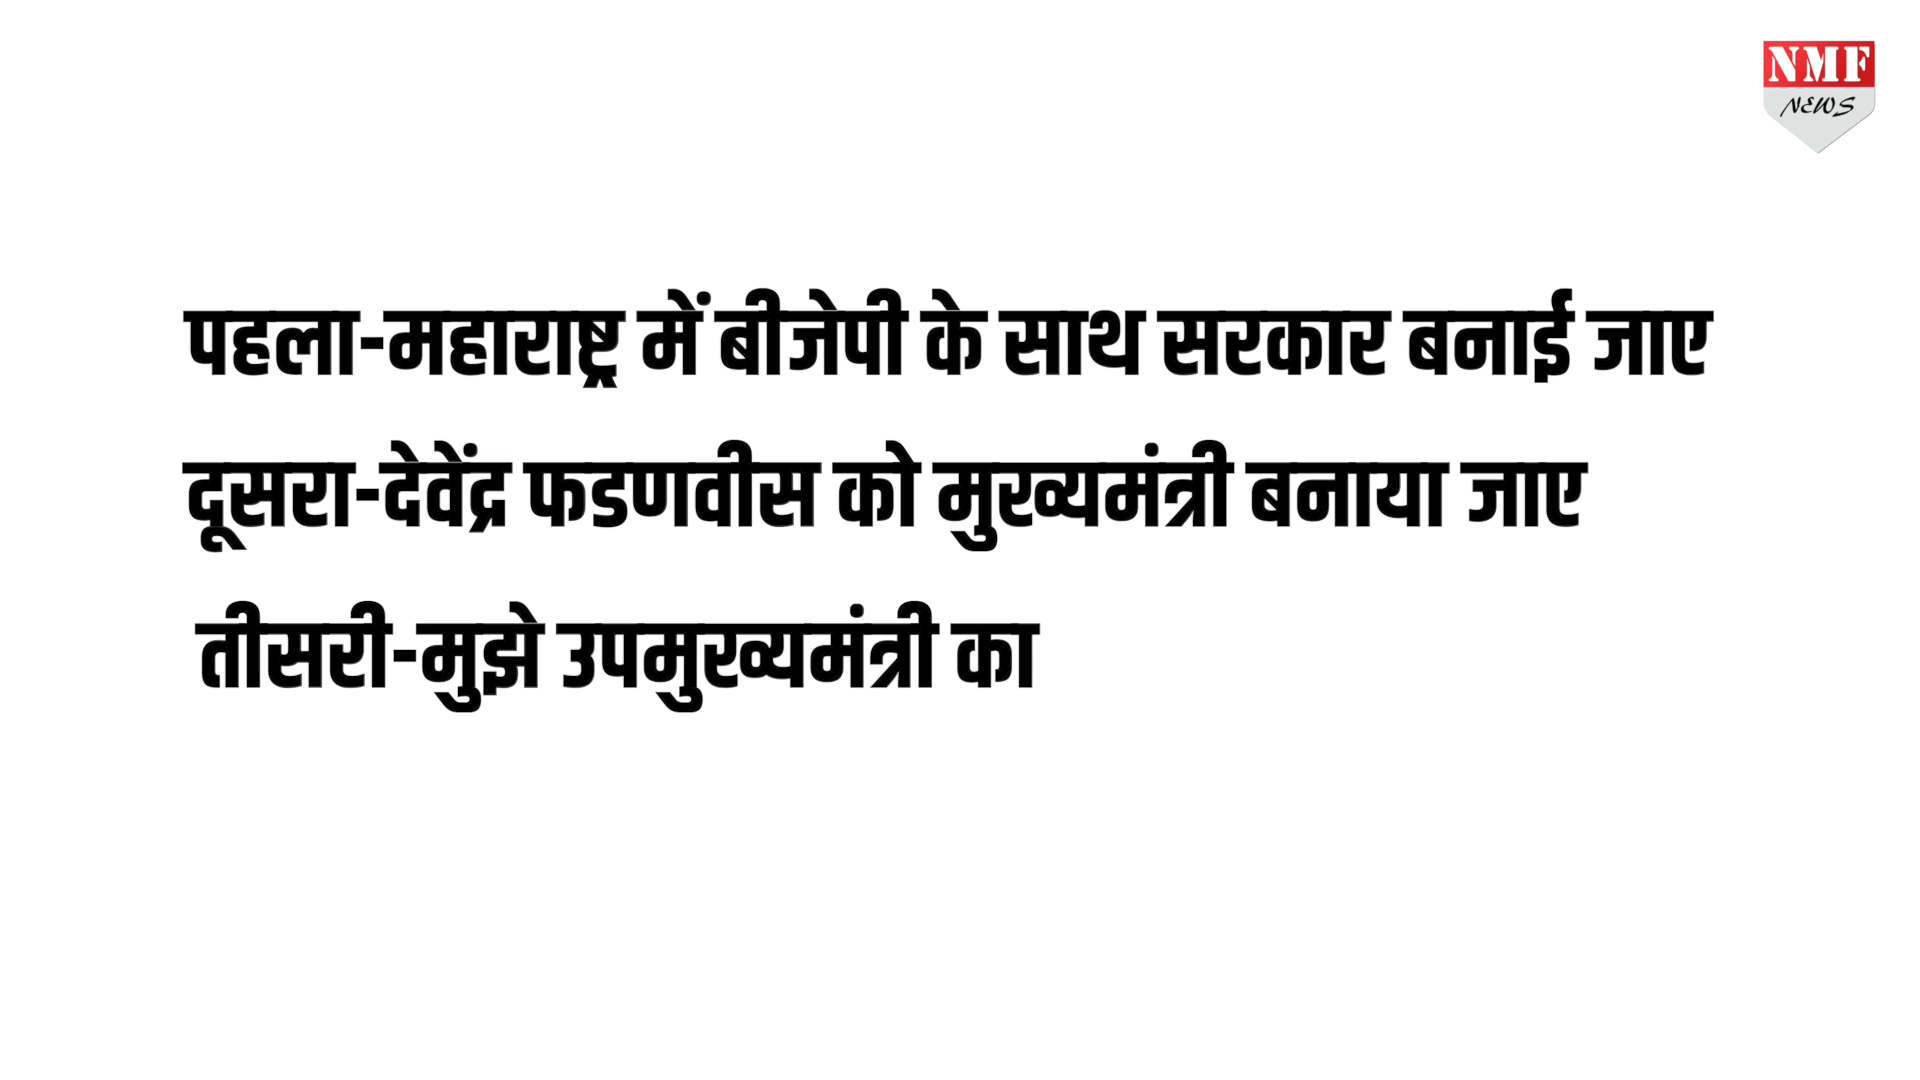 NMF
NEWS
पहला-महाराष्ट्र में बीजेपी के साथ सरकार बनाई जाए
दूसरा-देवेंद्र फडणवीस को मुख्यमंत्री बनाया जाए
तीसरी-मुझे उपमुख्यमंत्री का